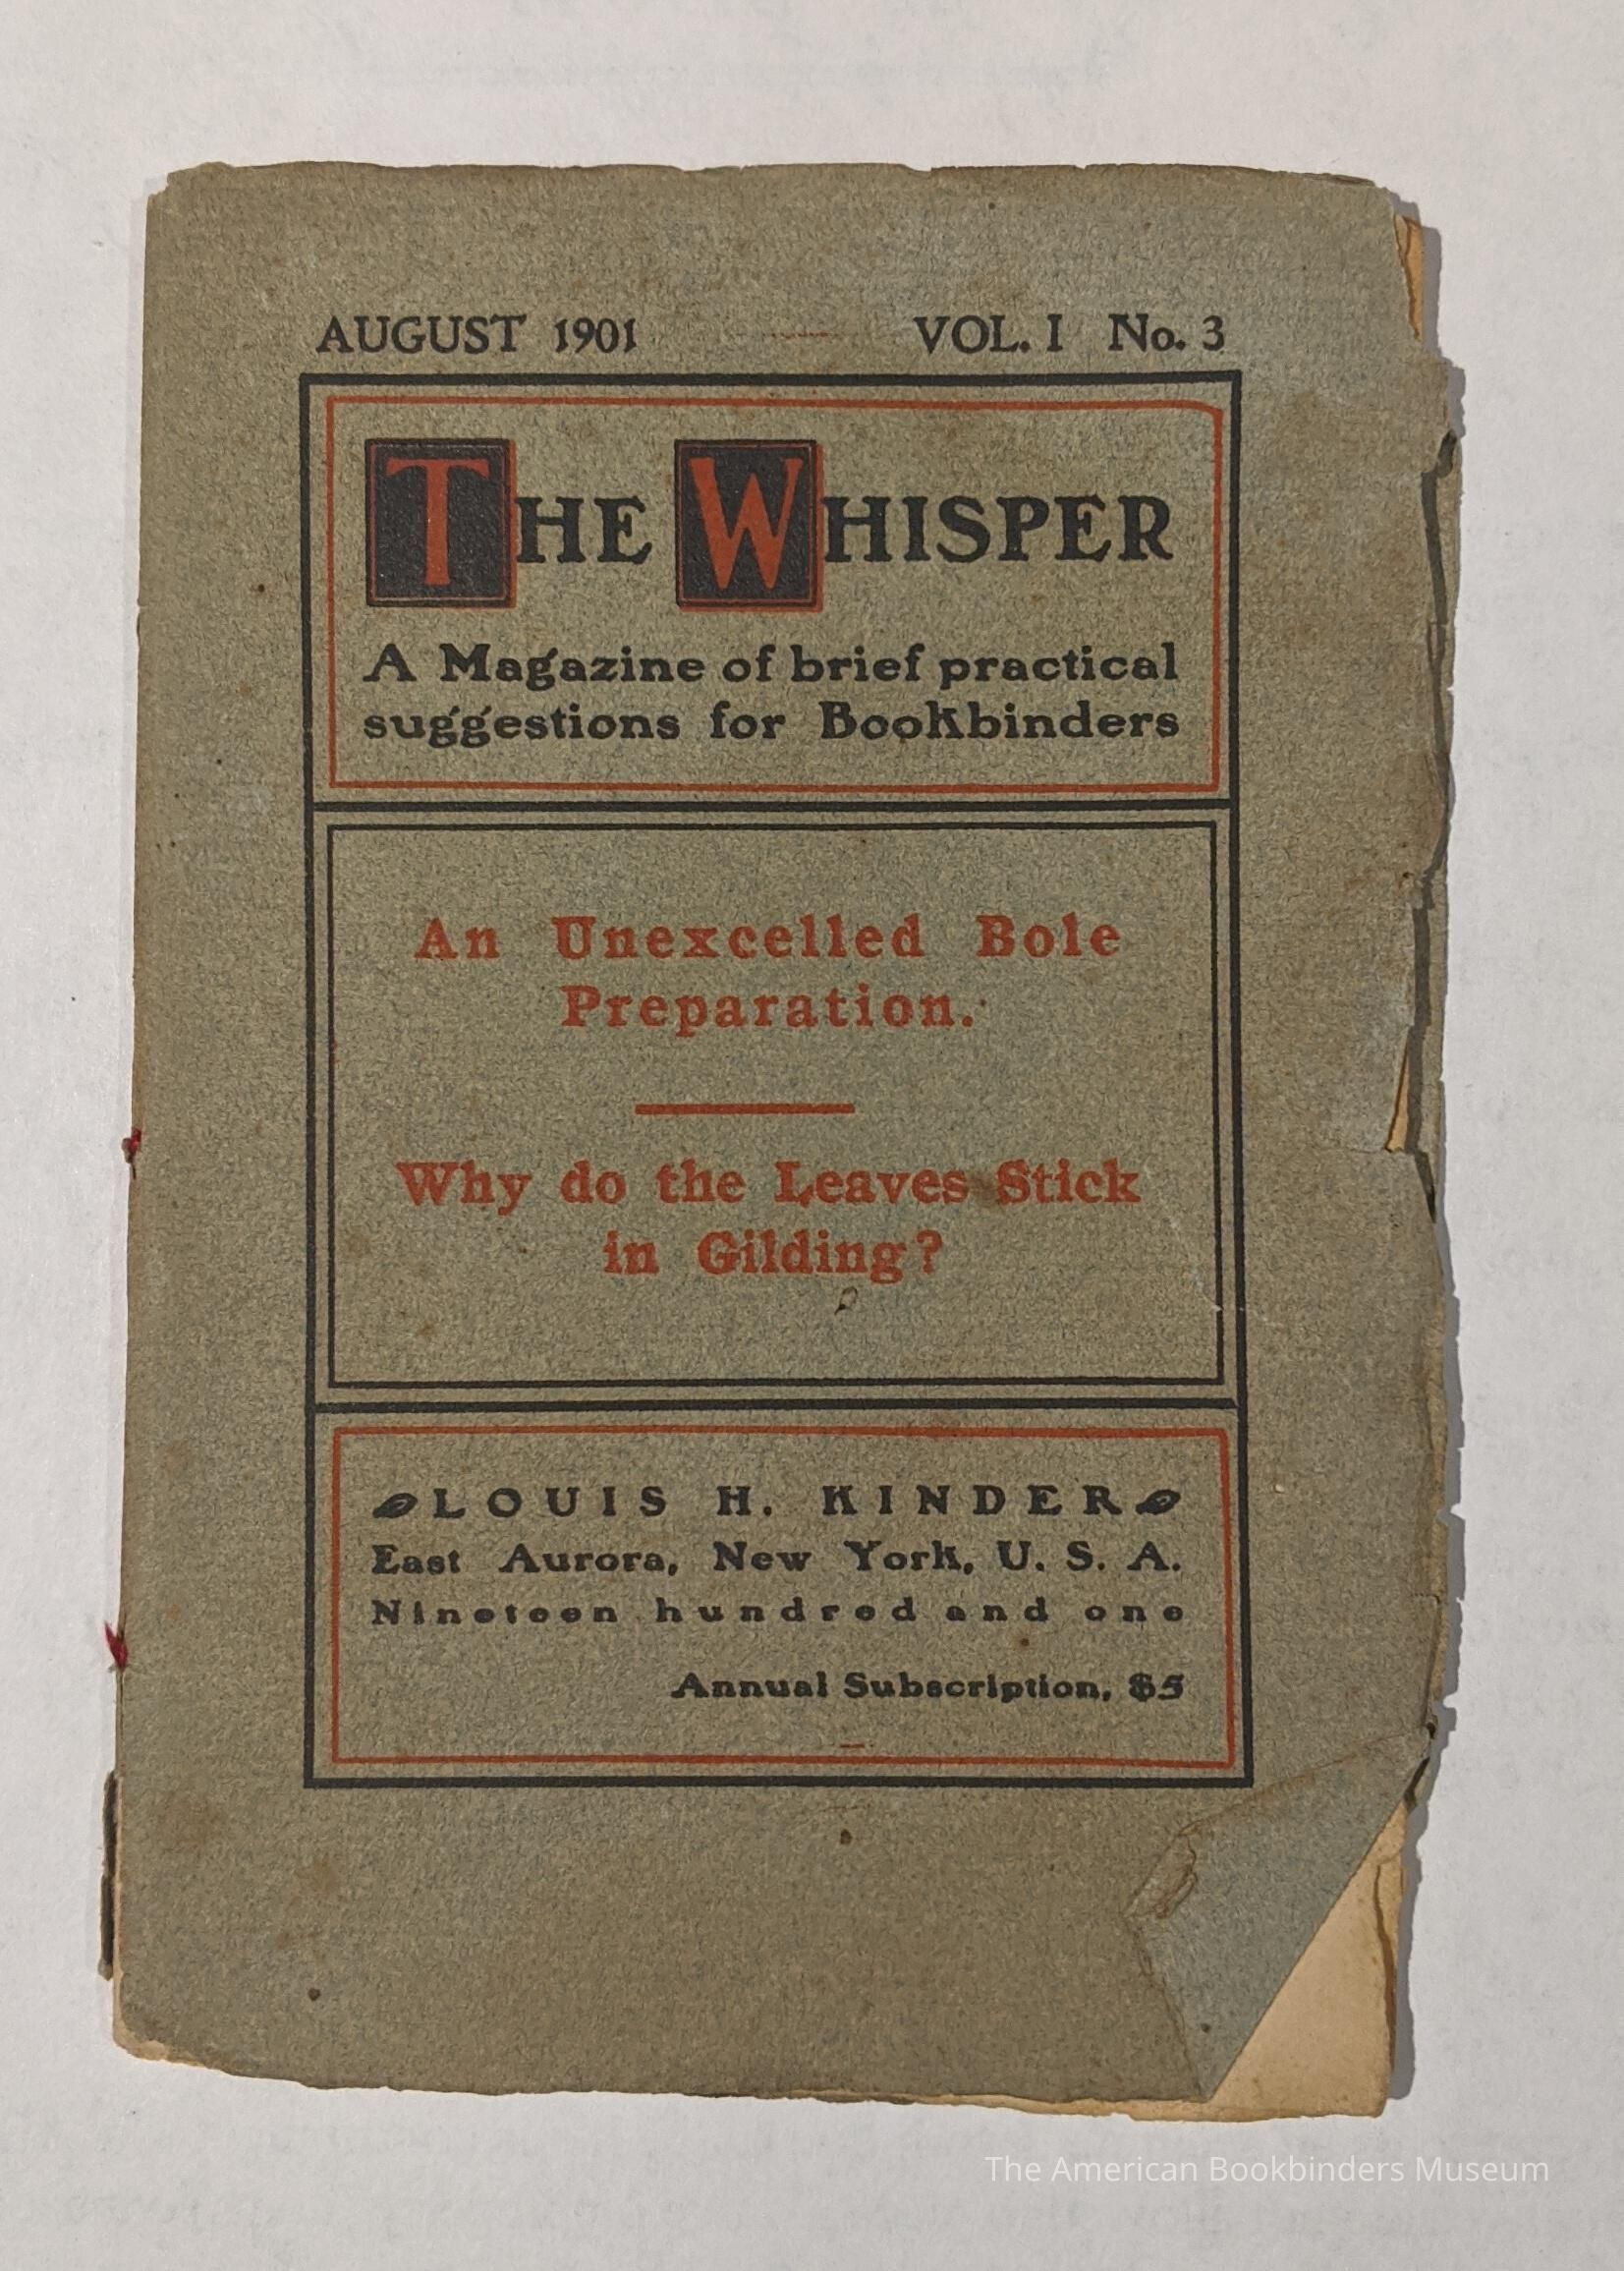 AUGUST 1901 VOL. I No. 3
THE WHISPER
A Magazine of brief practical
suggestions for Bookbinders
An Unexcelled Bole
Preparation.
Why do the Leaves Stick
in Gilding?
LOUIS H. KINDER
East Aurora, New York, U. S. A.
Nineteen hundred and one
Annual Subscription, $5
The American Bookbinders Museum